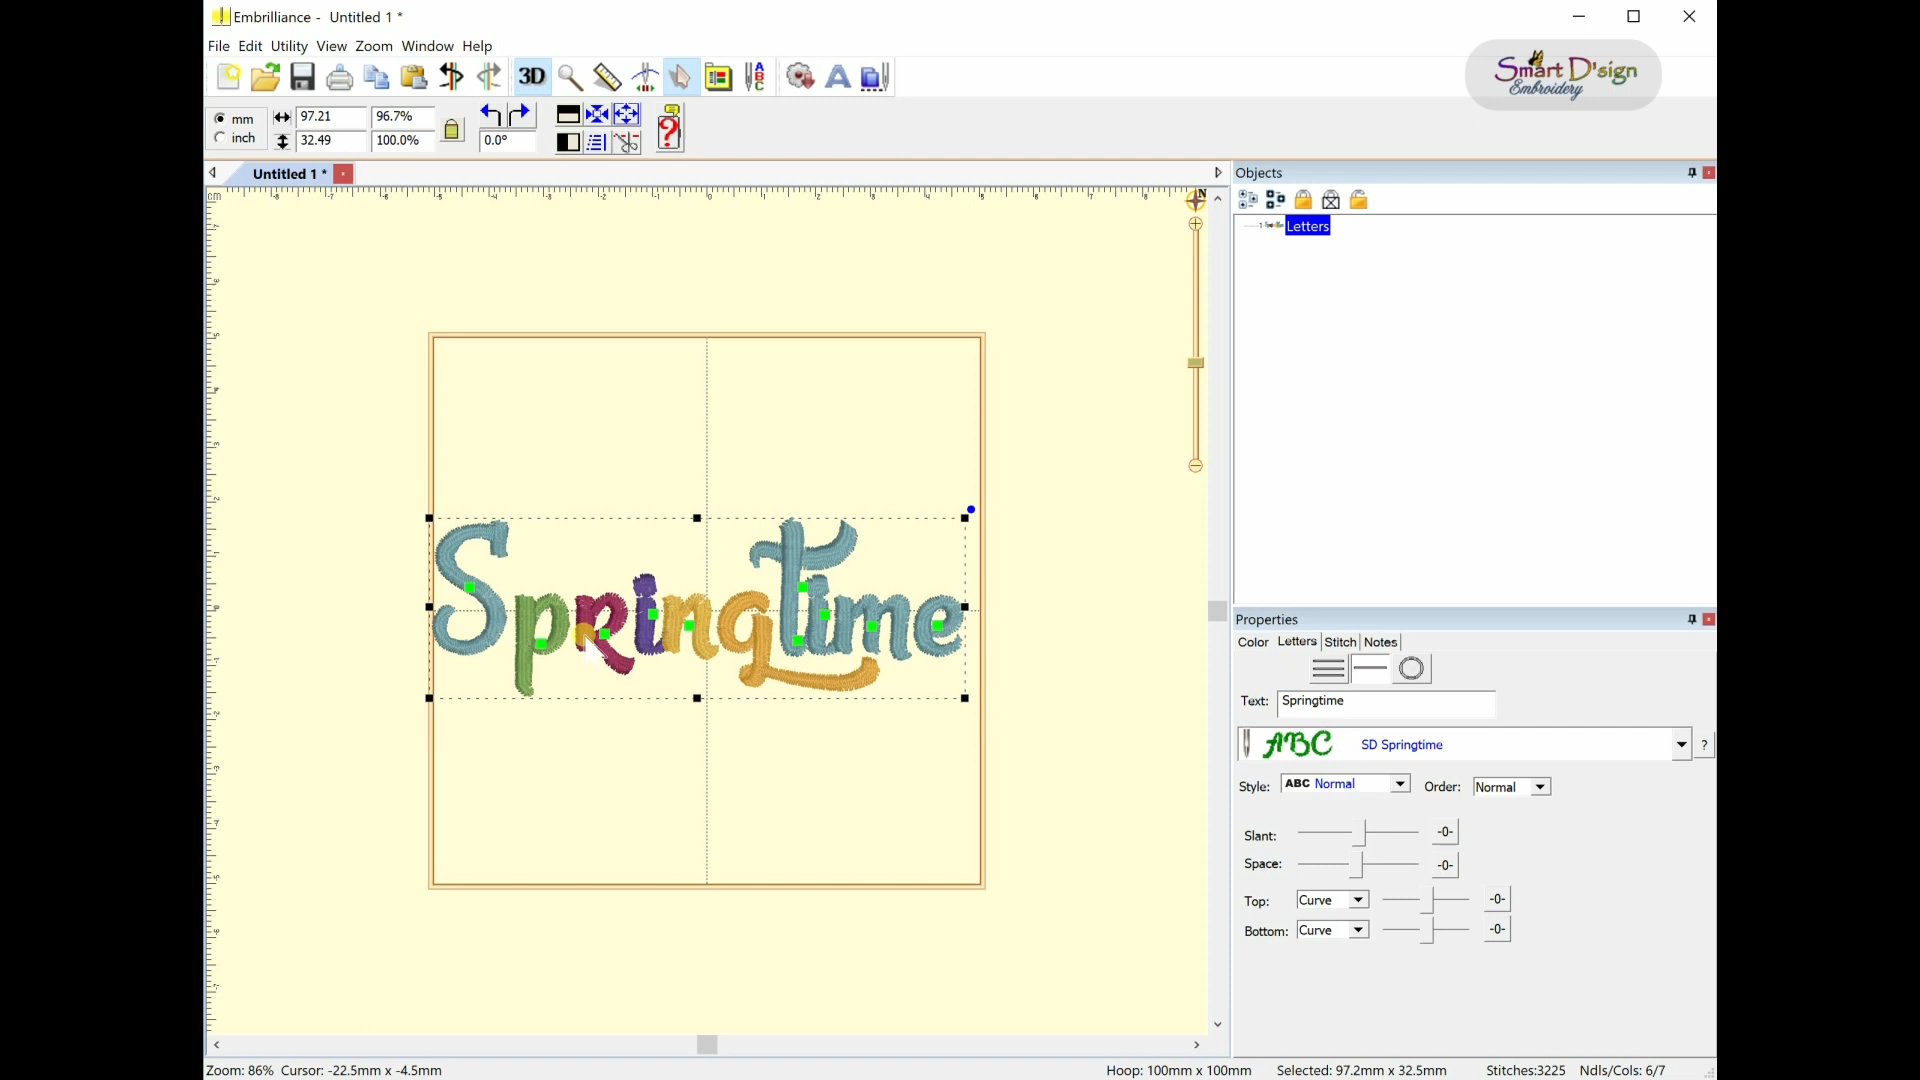 Embrilliance - Untitled 1 *
File Edit Utility View Zoom Window Help
3D
ABC
A
Smart D'sign
Embroidery
mm
inch
97.21
96.7%
32.49
100.0%
0.0°
?
Untitled 1 *
cm
N
Springtime
Objects
1 Letters
Properties
Color Letters Stitch Notes
Text: Springtime
ABC SD Springtime
?
Style: ABC Normal
Order: Normal
Slant: -0-
Space: -0-
Top: Curve -0-
Bottom: Curve -0-
Zoom: 86% Cursor: -22.5mm x -4.5mm
Hoop: 100mm x 100mm Selected: 97.2mm x 32.5mm Stitches:3225 Ndls/Cols: 6/7